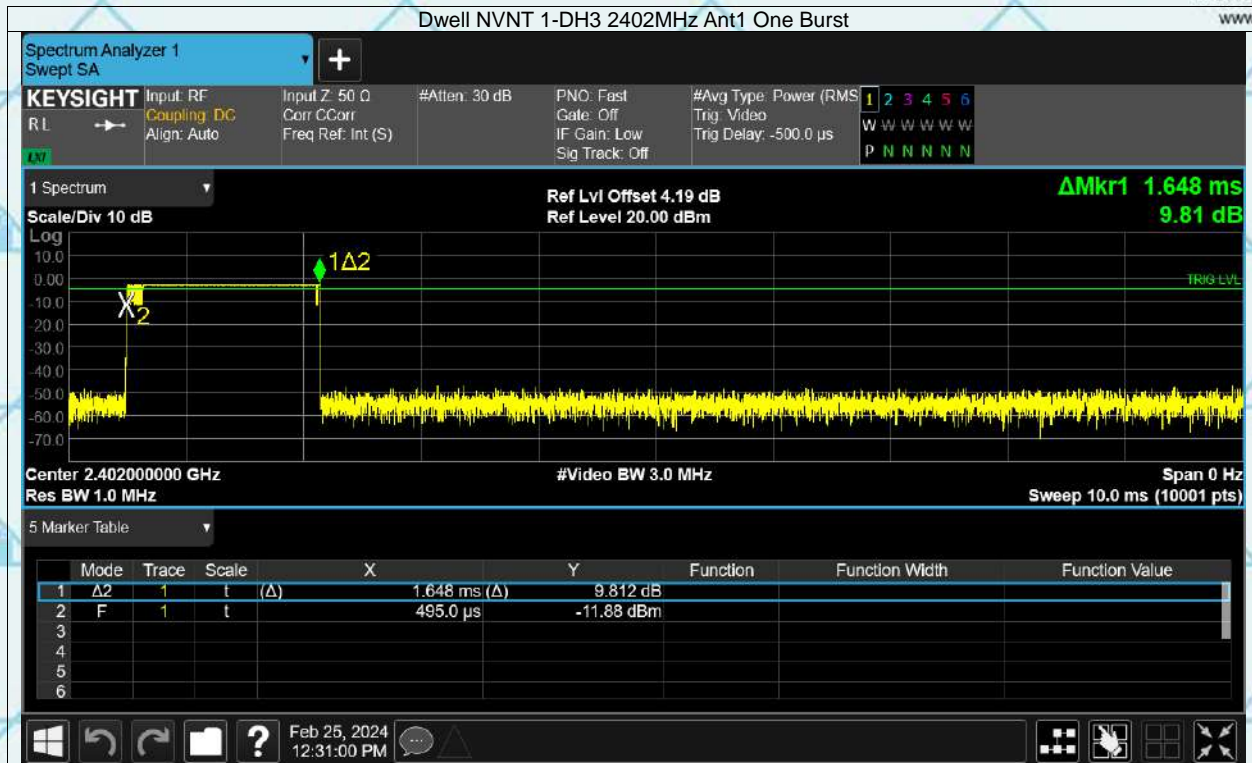 Dwell NVNT 1-DH3 2402MHz Ant1 One Burst
www
Spectrum Analyzer 1
Swept SA
+
KEYSIGHT
RL
LXI
Input: RF
Coupling: DC
Align: Auto
Input Z: 50 Ω
Corr CCorr
Freq Ref: Int (S)
#Atten: 30 dB
PNO: Fast
Gate: Off
IF Gain: Low
Sig Track: Off
#Avg Type: Power (RMS
Trig: Video
Trig Delay: -500.0 µs
1 2 3 4 5 6
W W W W W W
P N N N N N
1 Spectrum
Scale/Div 10 dB
Ref Lvl Offset 4.19 dB
Ref Level 20.00 dBm
ΔMkr1 1.648 ms
9.81 dB
Log
10.0
0.00
-10.0
-20.0
-30.0
-40.0
-50.0
-60.0
-70.0
1Δ2
X2
TRIG LVL
Center 2.402000000 GHz
Res BW 1.0 MHz
#Video BW 3.0 MHz
Span 0 Hz
Sweep 10.0 ms (10001 pts)
5 Marker Table
Mode Trace Scale X Y Function Function Width Function Value
1 Δ2 1 t (Δ) 1.648 ms (Δ) 9.812 dB
2 F 1 t 495.0 µs -11.88 dBm
3
4
5
6
?
Feb 25, 2024
12:31:00 PM